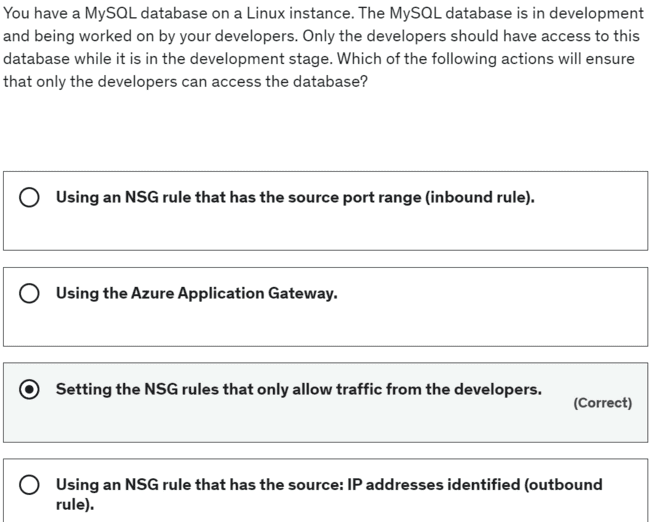 You have a MySQL database on a Linux instance. The MySQL database is in development
and being worked on by your developers. Only the developers should have access to this
database while it is in the development stage. Which of the following actions will ensure
that only the developers can access the database?
Using an NSG rule that has the source port range (inbound rule).
Using the Azure Application Gateway.
Setting the NSG rules that only allow traffic from the developers.
(Correct)
Using an NSG rule that has the source: IP addresses identified (outbound
rule).